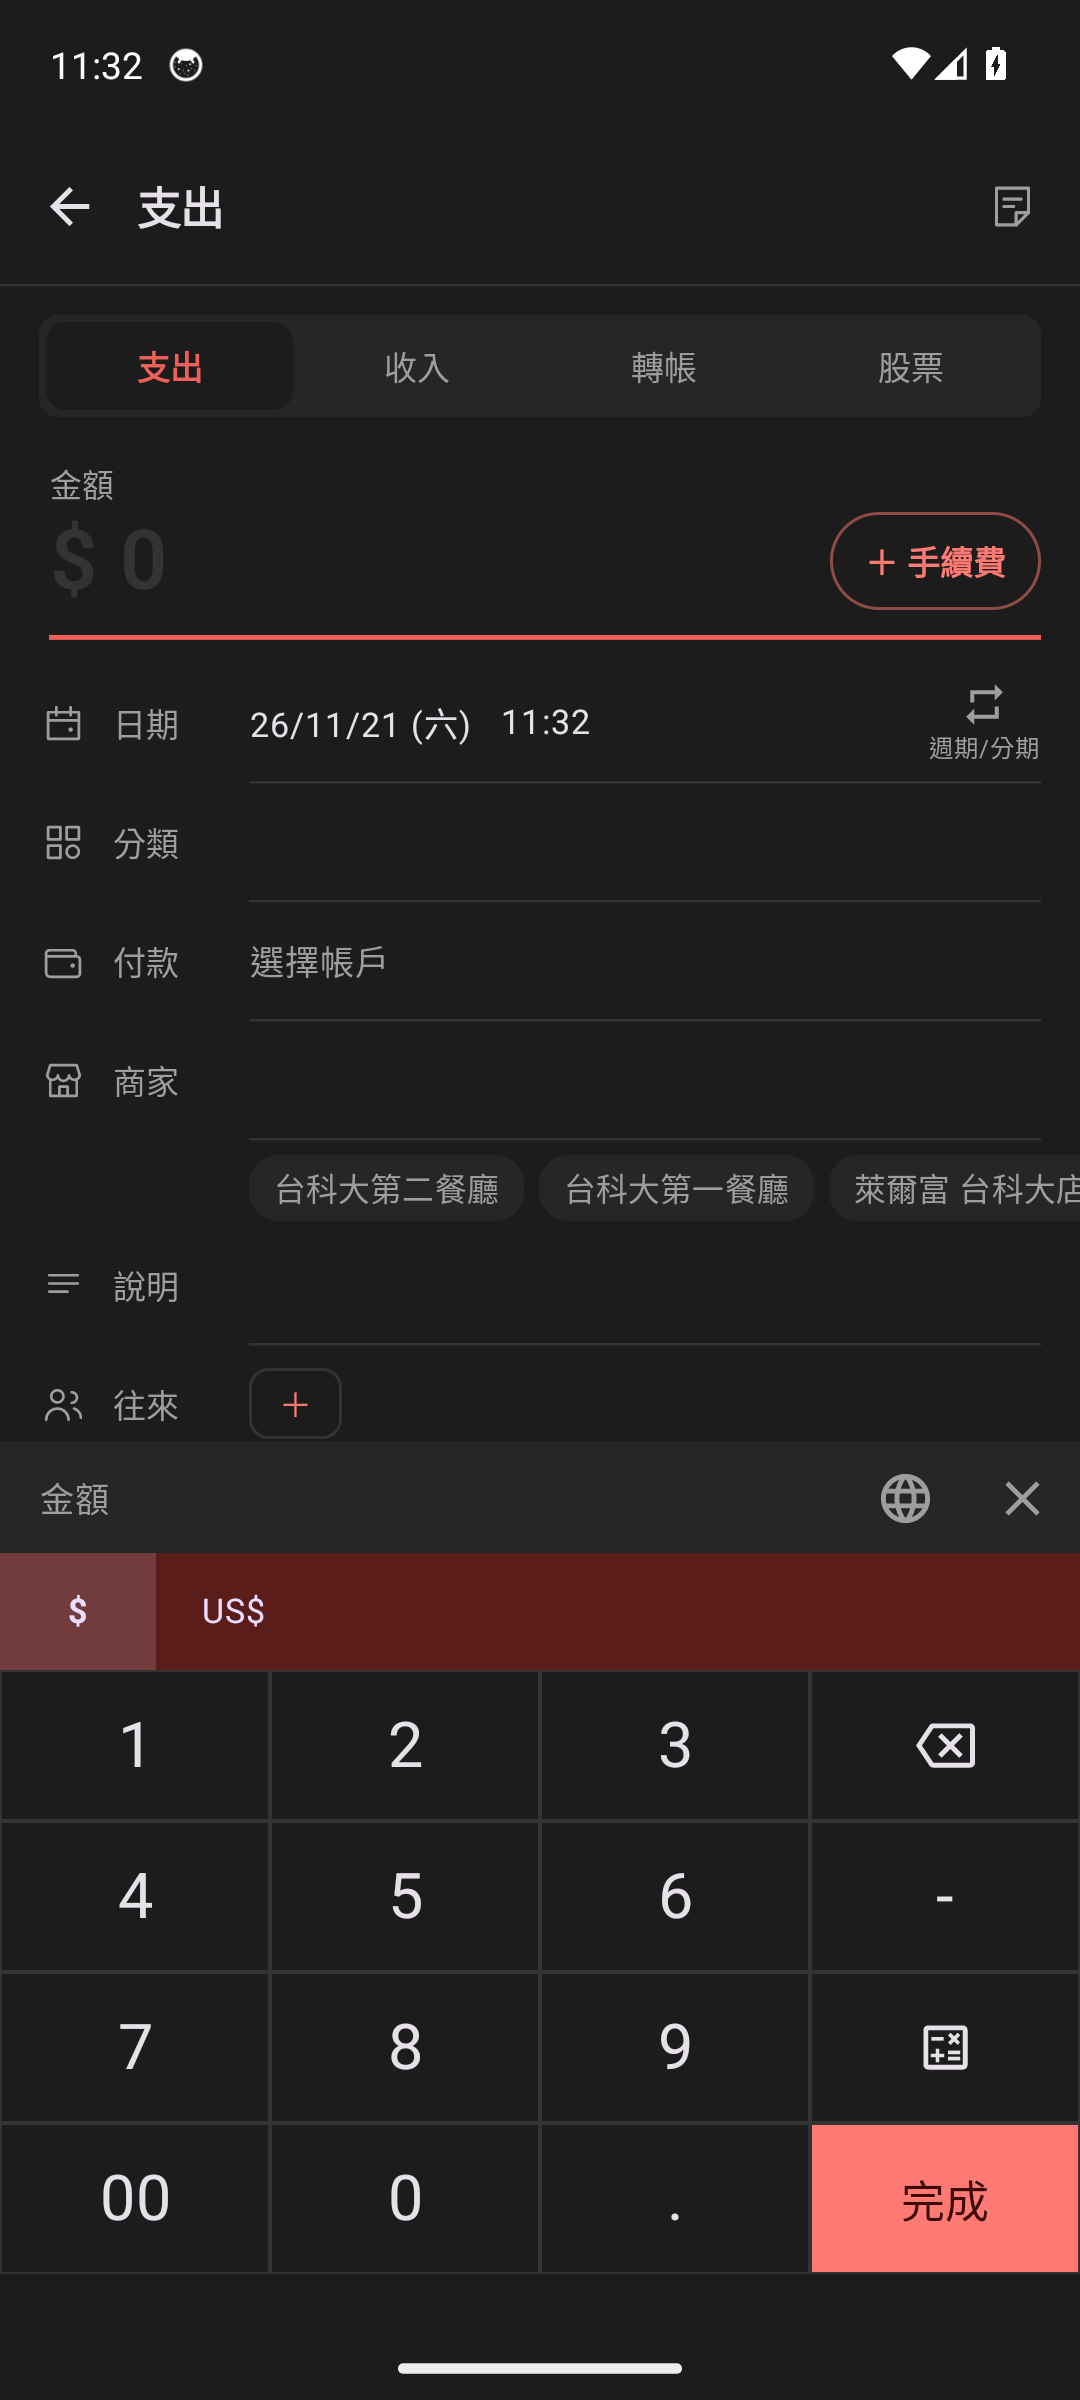 11:32
支出
支出 收入 轉帳 股票
金額
$ 0
+ 手續費
日期 26/11/21 (六) 11:32
週期/分期
分類
付款 選擇帳戶
商家
台科大第二餐廳 台科大第一餐廳 萊爾富 台科大店
說明
往來 +
金額
$ US$
1 2 3
4 5 6 -
7 8 9
00 0 . 完成